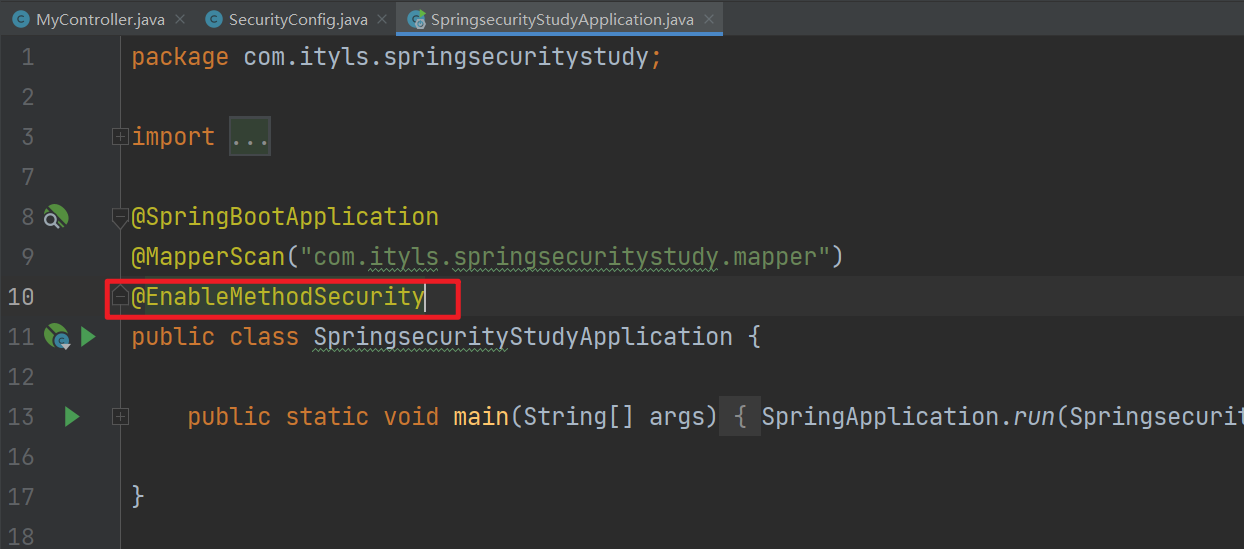 MyController.java × SecurityConfig.java × SpringsecurityStudyApplication.java ×
1 package com.ityls.springsecuritystudy;
2
3 import ...
7
8 @SpringBootApplication
9 @MapperScan("com.ityls.springsecuritystudy.mapper")
10 @EnableMethodSecurity
11 public class SpringsecurityStudyApplication {
12
13 public static void main(String[] args) { SpringApplication.run(Springsecurit
16
17 }
18